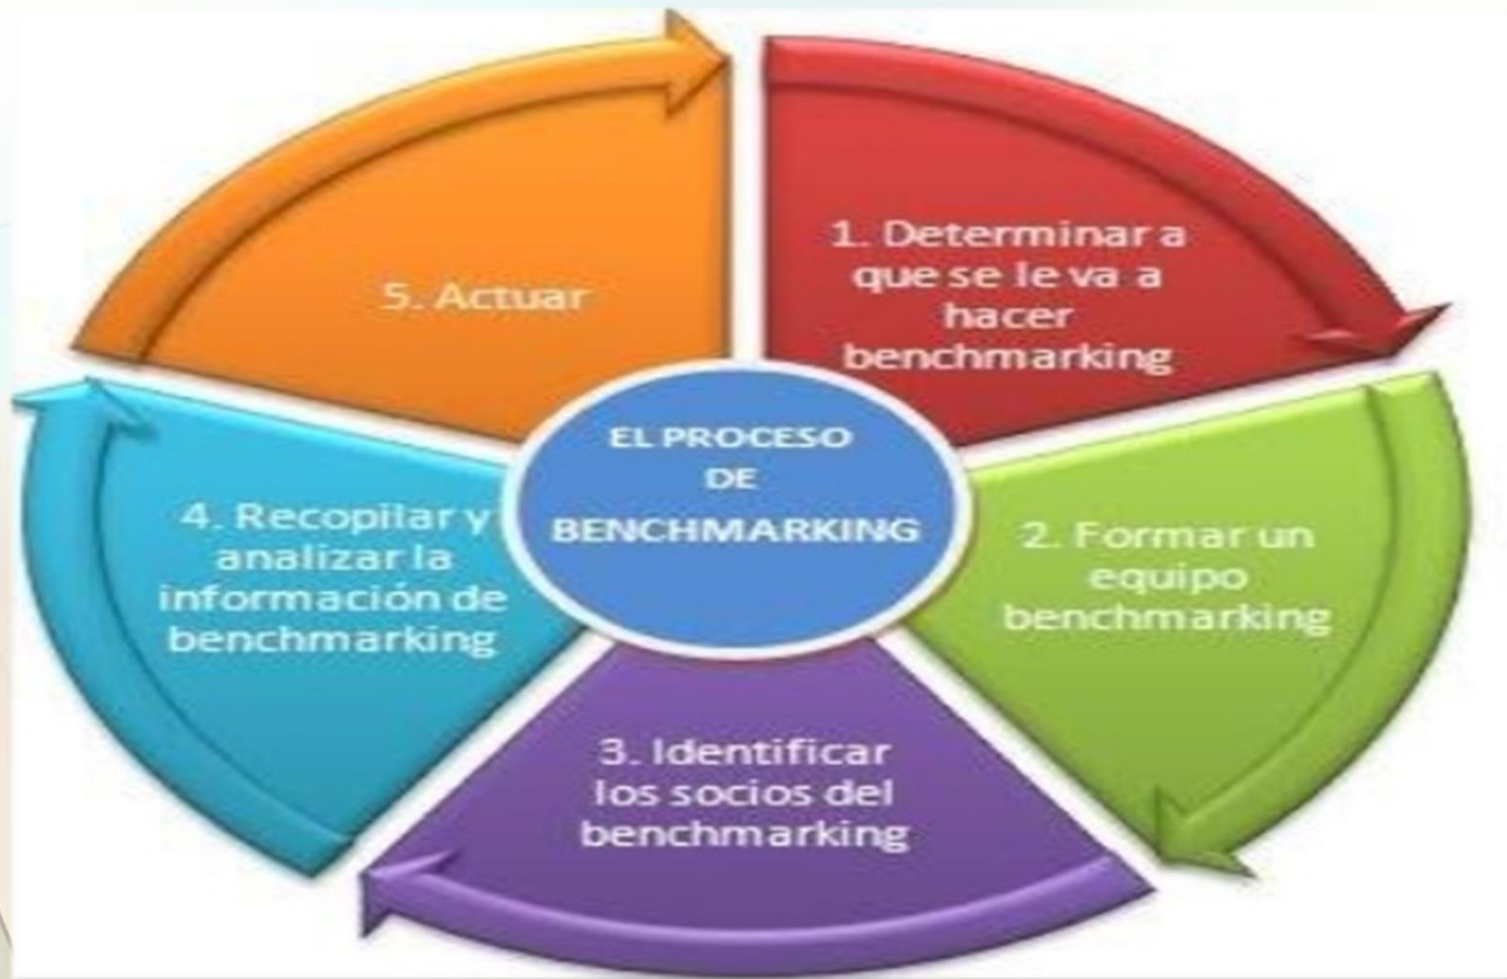 EL PROCESO
DE
BENCHMARKING
1. Determinar a
que se le va a
hacer
benchmarking
2. Formar un
equipo
benchmarking
3. Identificar
los socios del
benchmarking
4. Recopilar y
analizar la
información de
benchmarking
5. Actuar